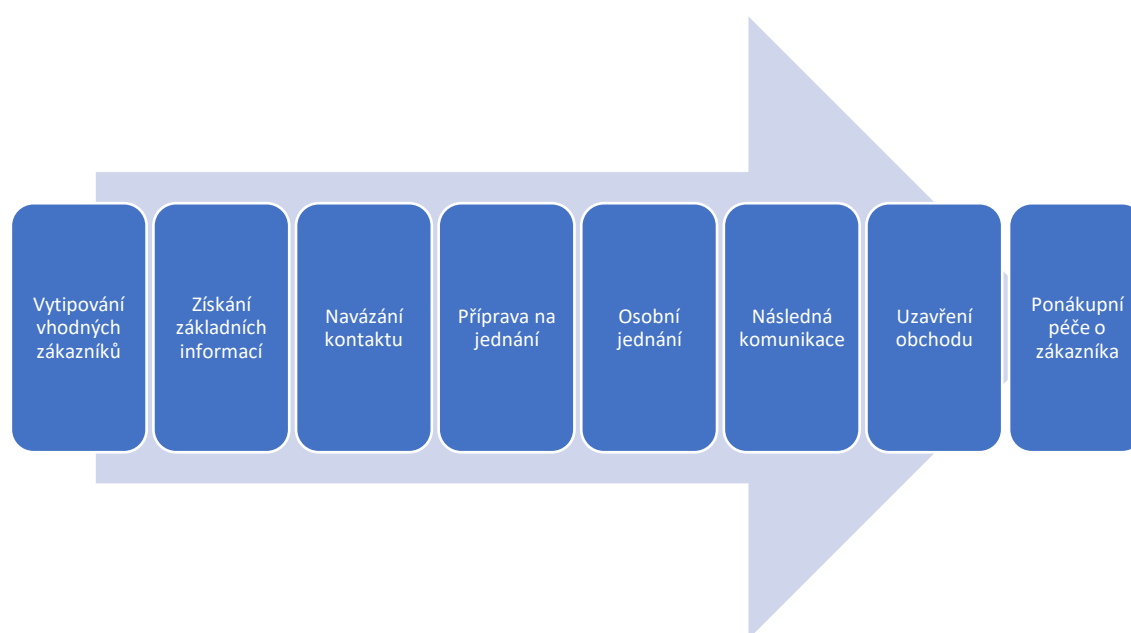 Vytipování
vhodných
zákazníků
Získání
základních
informací
Navázání
kontaktu
Příprava na
jednání
Osobní
jednání
Následná
komunikace
Uzavření
obchodu
Ponákupní
péče o
zákazníka